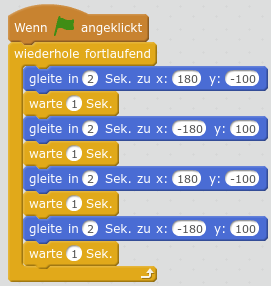 Wenn angeklickt
wiederhole fortlaufend
gleite in 2 Sek. zu x: 180 y: -100
warte 1 Sek.
gleite in 2 Sek. zu x: -180 y: 100
warte 1 Sek.
gleite in 2 Sek. zu x: 180 y: -100
warte 1 Sek.
gleite in 2 Sek. zu x: -180 y: 100
warte 1 Sek.